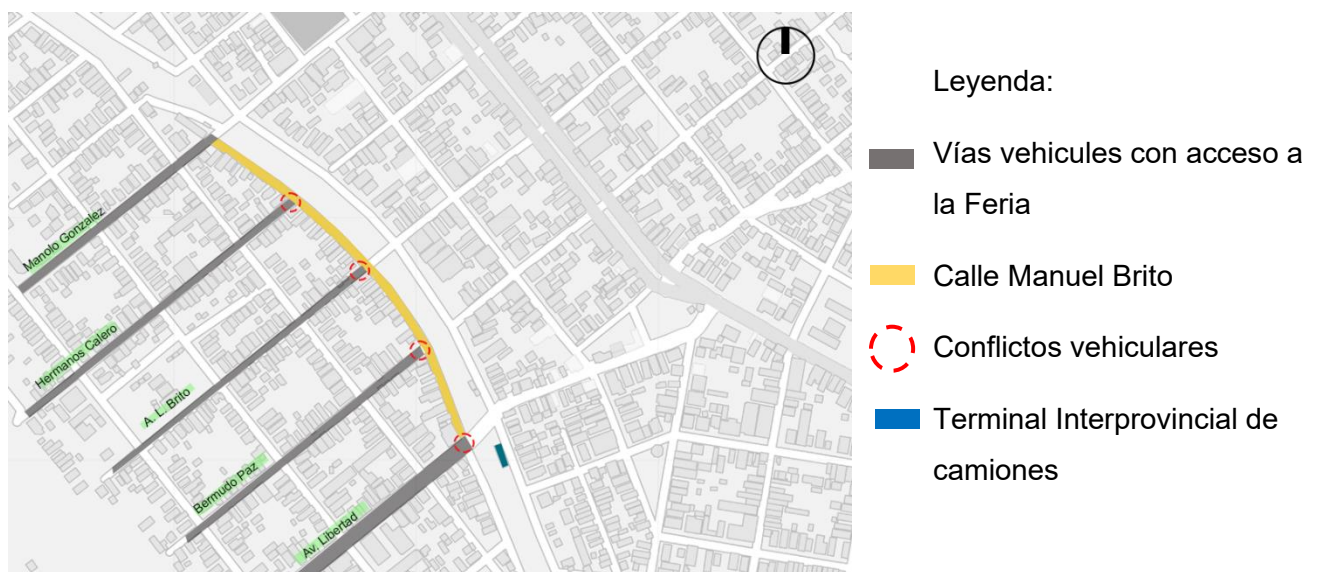 Leyenda:
Vías vehicules con acceso a
la Feria
Calle Manuel Brito
Conflictos vehiculares
Terminal Interprovincial de
camiones
Manolo Gonzalez
Hermanos Calero
A. L. Brito
Bermudo Paz
Av. Libertad